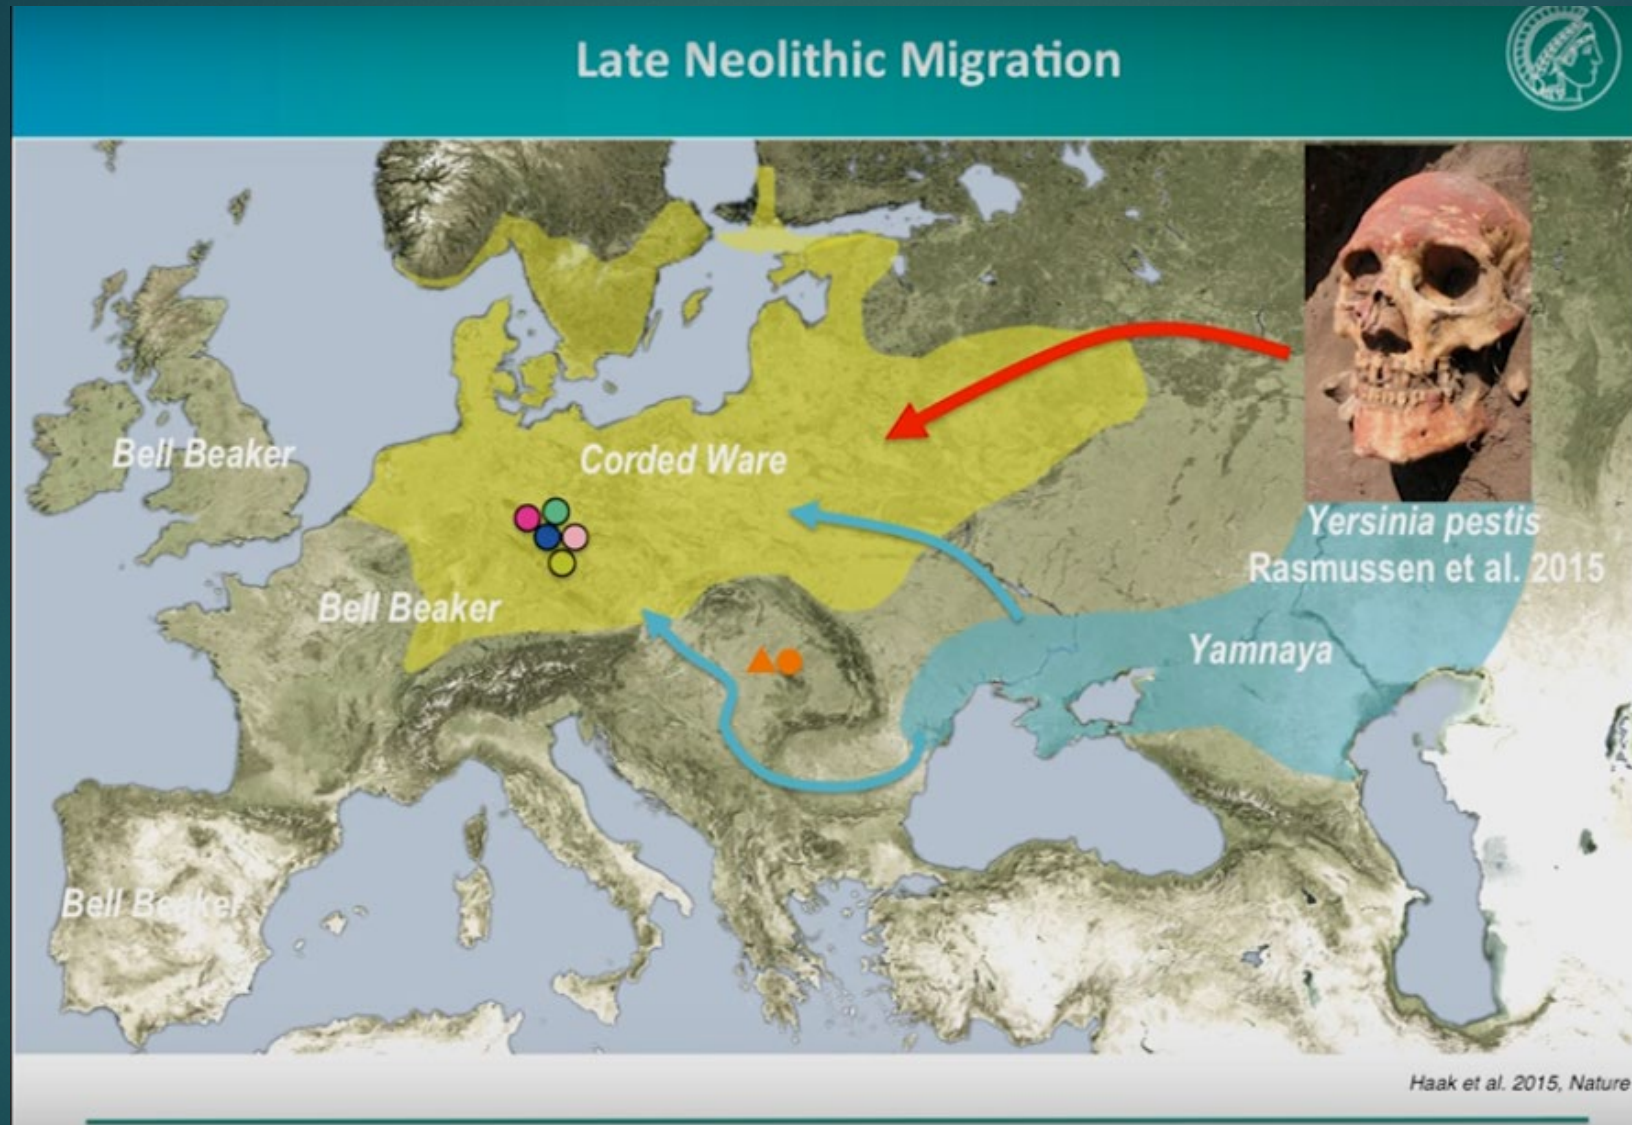 Late Neolithic Migration
Bell Beaker
Corded Ware
Yersinia pestis
Rasmussen et al. 2015
Bell Beaker
Yamnaya
Bell Beaker
Haak et al. 2015, Nature